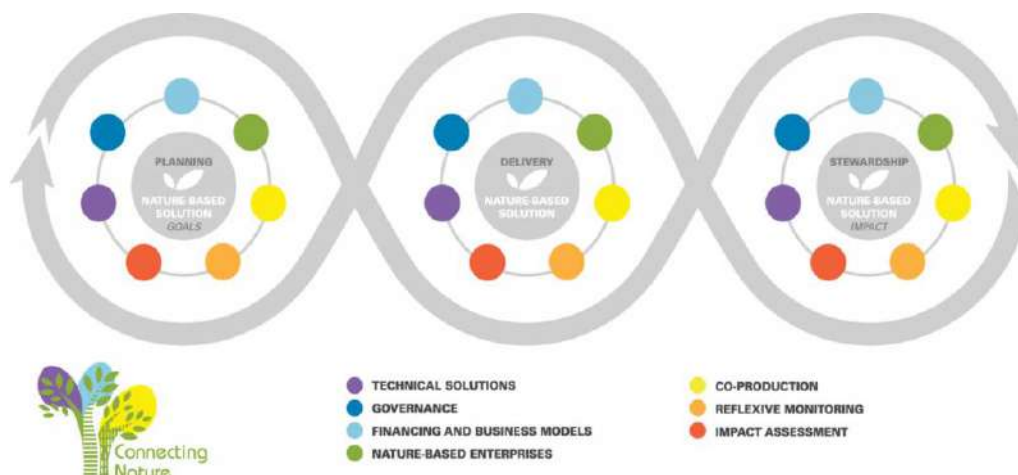 PLANNING
NATURE-BASED
SOLUTION
GOALS
DELIVERY
NATURE-BASED
SOLUTION
STEWARDSHIP
NATURE-BASED
SOLUTION
IMPACT
TECHNICAL SOLUTIONS
GOVERNANCE
FINANCING AND BUSINESS MODELS
NATURE-BASED ENTERPRISES
CO-PRODUCTION
REFLEXIVE MONITORING
IMPACT ASSESSMENT
Connecting
Nature